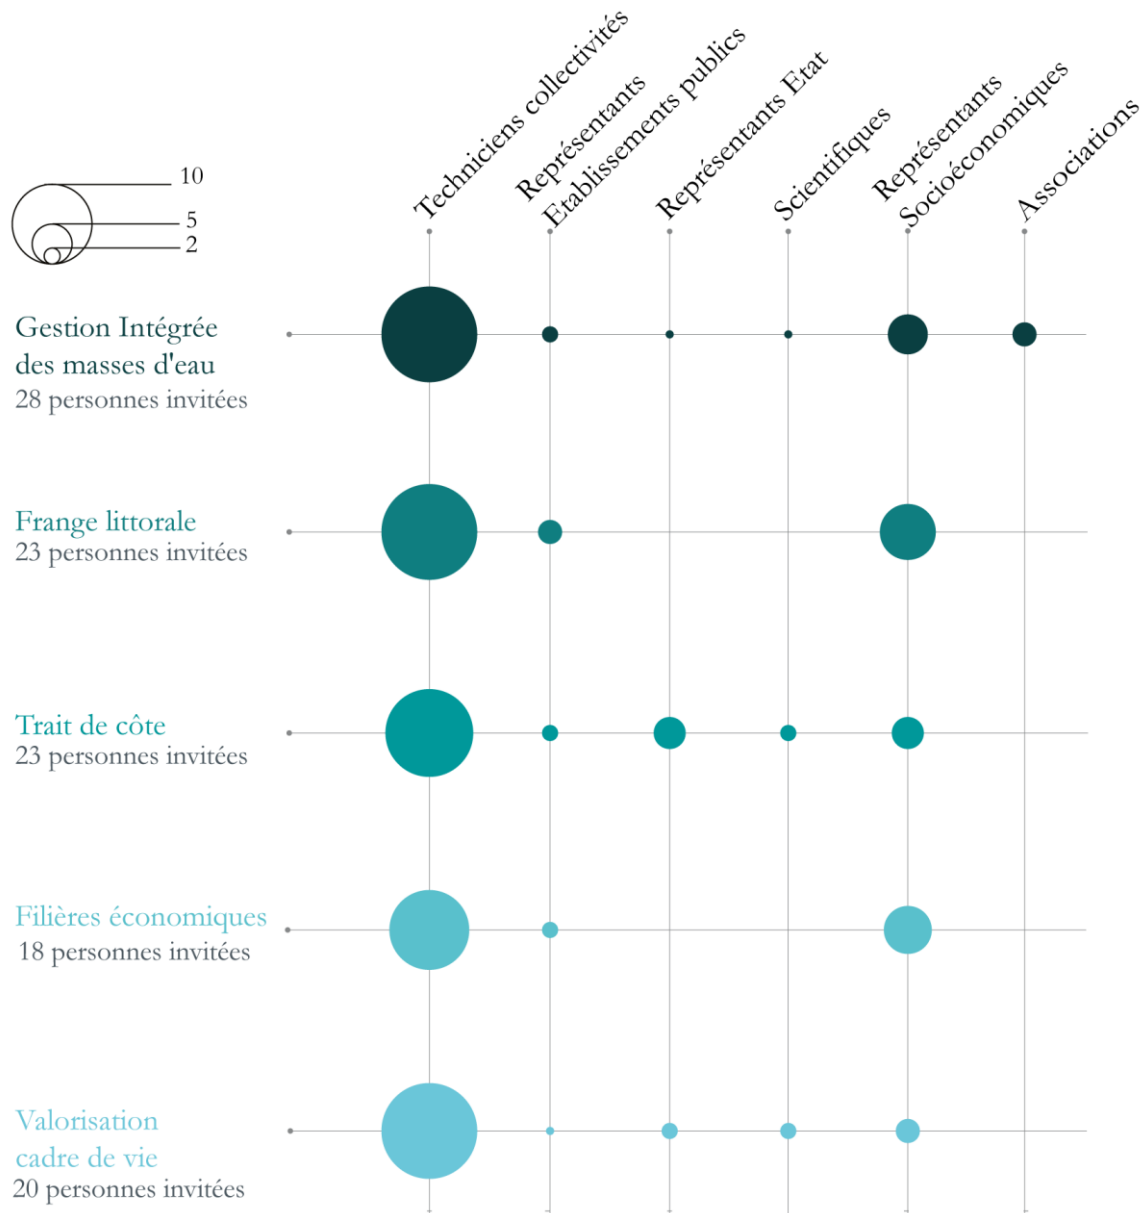 Techniciens collectivités
Représentants
Etablissements publics
Représentants Etat
Scientifiques
Représentants
Socioéconomiques
Associations
10
5
2
Gestion Intégrée
des masses d'eau
28 personnes invitées
Frange littorale
23 personnes invitées
Trait de côte
23 personnes invitées
Filières économiques
18 personnes invitées
Valorisation
cadre de vie
20 personnes invitées